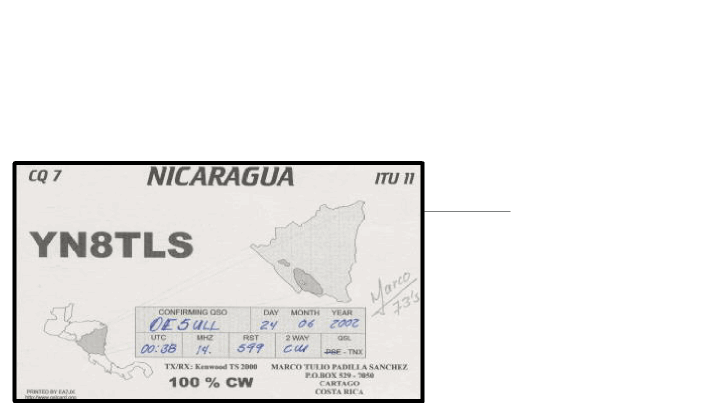 CQ 7 NICARAGUA ITU 11
YN8TLS
Marco
73's
CONFIRMING QSO DAY MONTH YEAR
OE5ULL 24 06 2002
UTC MHZ RST 2 WAY QSL
00:38 14. 599 CW PSE - TNX
TX/RX: Kenwood TS 2000 MARCO TULIO PADILLA SANCHEZ
P.O.BOX 529 - 7050
100 % CW CARTAGO
COSTA RICA
PRINTED BY EA7JX